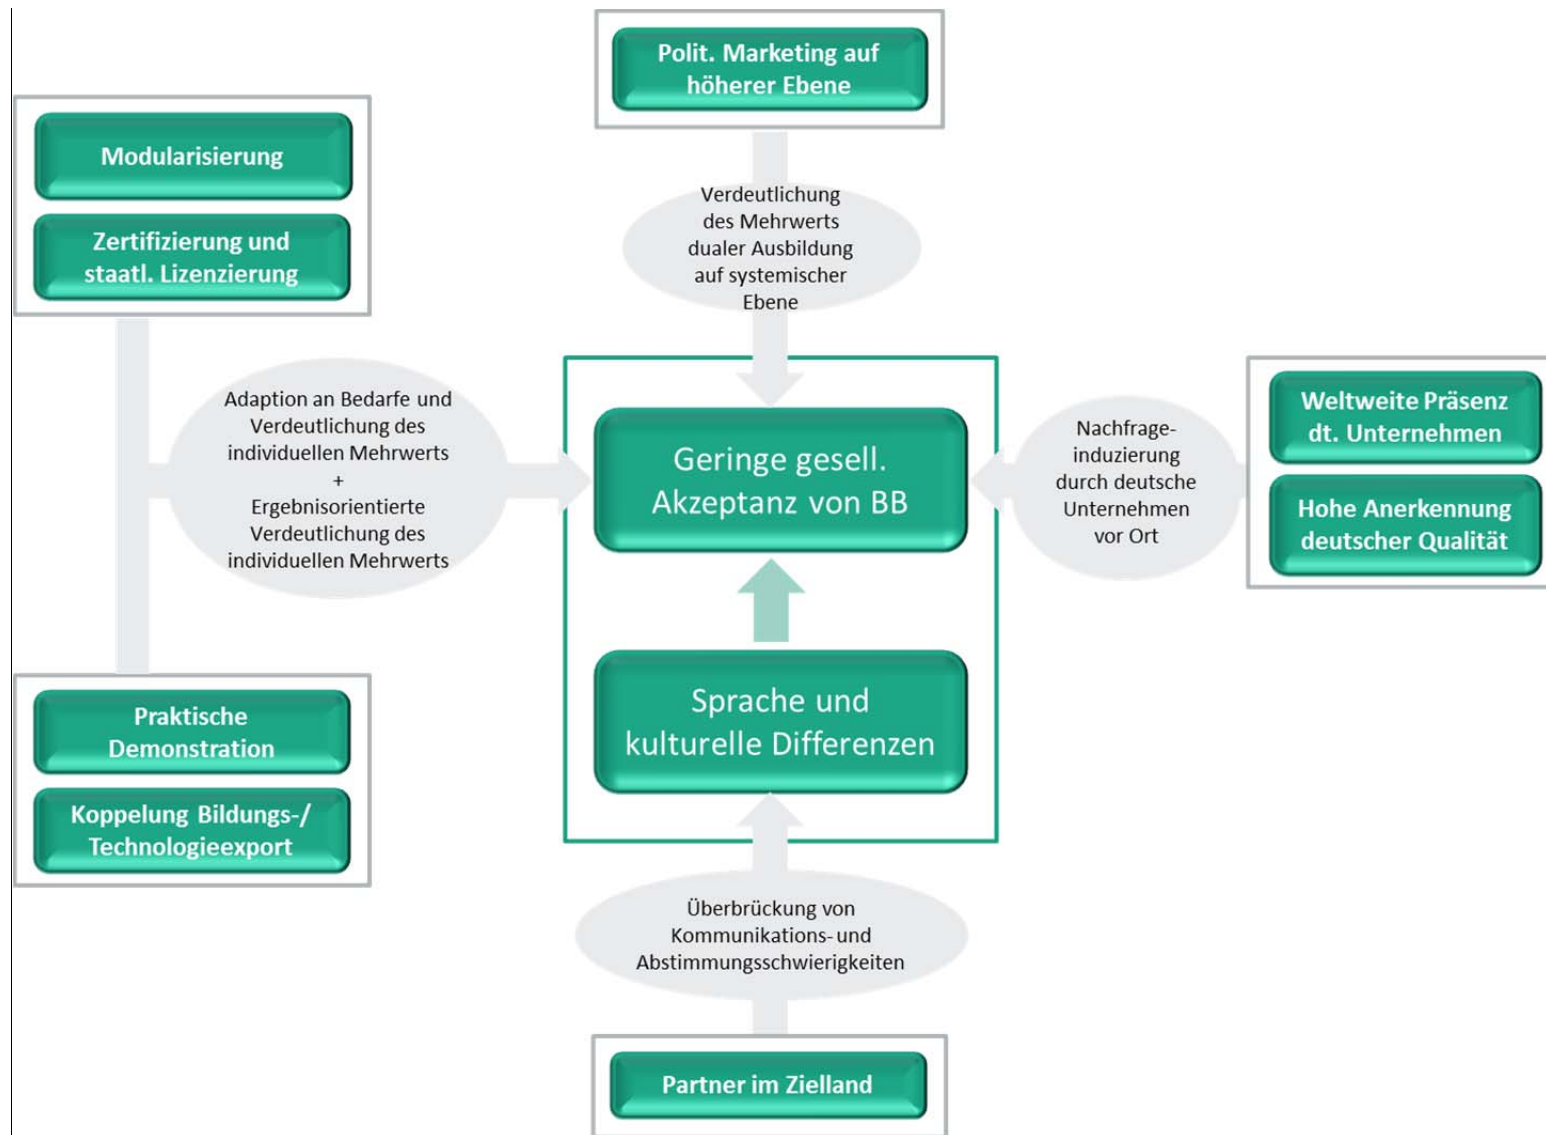 Polit. Marketing auf
höherer Ebene
Modularisierung
Zertifizierung und
staatl. Lizenzierung
Verdeutlichung
des Mehrwerts
dualer Ausbildung
auf systemischer
Ebene
Adaption an Bedarfe und
Verdeutlichung des
individuellen Mehrwerts
+
Ergebnisorientierte
Verdeutlichung des
individuellen Mehrwerts
Geringe gesell.
Akzeptanz von BB
Nachfrage-
induzierung
durch deutsche
Unternehmen
vor Ort
Weltweite Präsenz
dt. Unternehmen
Hohe Anerkennung
deutscher Qualität
Sprache und
kulturelle Differenzen
Praktische
Demonstration
Koppelung Bildungs-/
Technologieexport
Überbrückung von
Kommunikations- und
Abstimmungsschwierigkeiten
Partner im Zielland